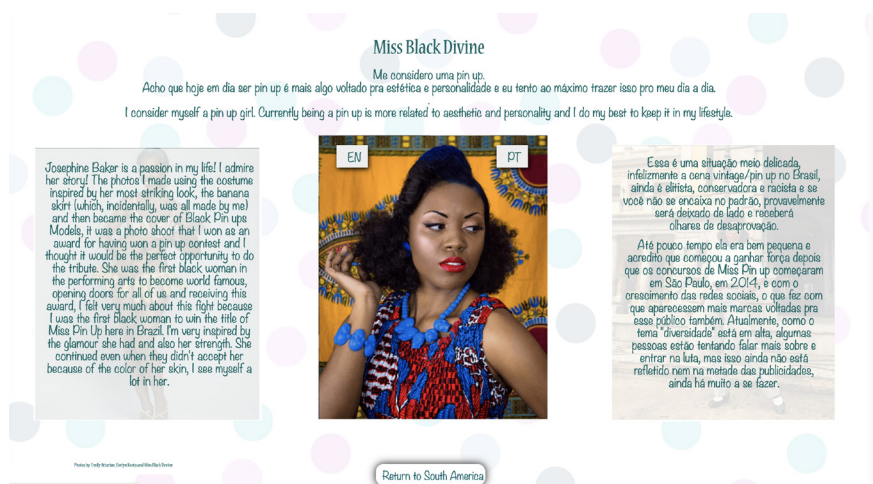 Miss Black Divine
Me considero uma pin up.
Acho que hoje em dia ser pin up é mais algo voltado pra estética e personalidade e eu tento ao máximo trazer isso pro meu dia a dia.
.
I consider myself a pin up girl. Currently being a pin up is more related to aesthetic and personality and I do my best to keep it in my lifestyle.
Josephine Baker is a passion in my life! I admire
her story! The photos I made using the costume
inspired by her most striking look, the banana
skirt (which, incidentally, was all made by me)
and then became the cover of Black Pin ups
Models, it was a photo shoot that I won as an
award for having won a pin up contest and I
thought it would be the perfect opportunity to do
the tribute. She was the first black woman in
the performing arts to become world famous,
opening doors for all of us and receiving this
award, I felt very much about this fight because
I was the first black woman to win the title of
Miss Pin Up here in Brazil. I'm very inspired by
the glamour she had and also her strength. She
continued even when they didn't accept her
because of the color of her skin, I see myself a
lot in her.
EN
PT
Essa é uma situação meio delicada,
infelizmente a cena vintage/pin up no Brasil,
ainda é elitista, conservadora e racista e se
você não se encaixa no padrão, provavelmente
será deixado de lado e receberá
olhares de desaprovação.
Até pouco tempo ela era bem pequena e
acredito que começou a ganhar força depois
que os concursos de Miss Pin up começaram
em São Paulo, em 2014, e com o
crescimento das redes sociais, o que fez com
que aparecessem mais marcas voltadas pra
esse público também. Atualmente, como o
tema "diversidade" está em alta, algumas
pessoas estão tentando falar mais sobre e
entrar na luta, mas isso ainda não está
refletido nem na metade das publicidades,
ainda há muito a se fazer.
Photos by
and Miss Black Divine
Return to South America